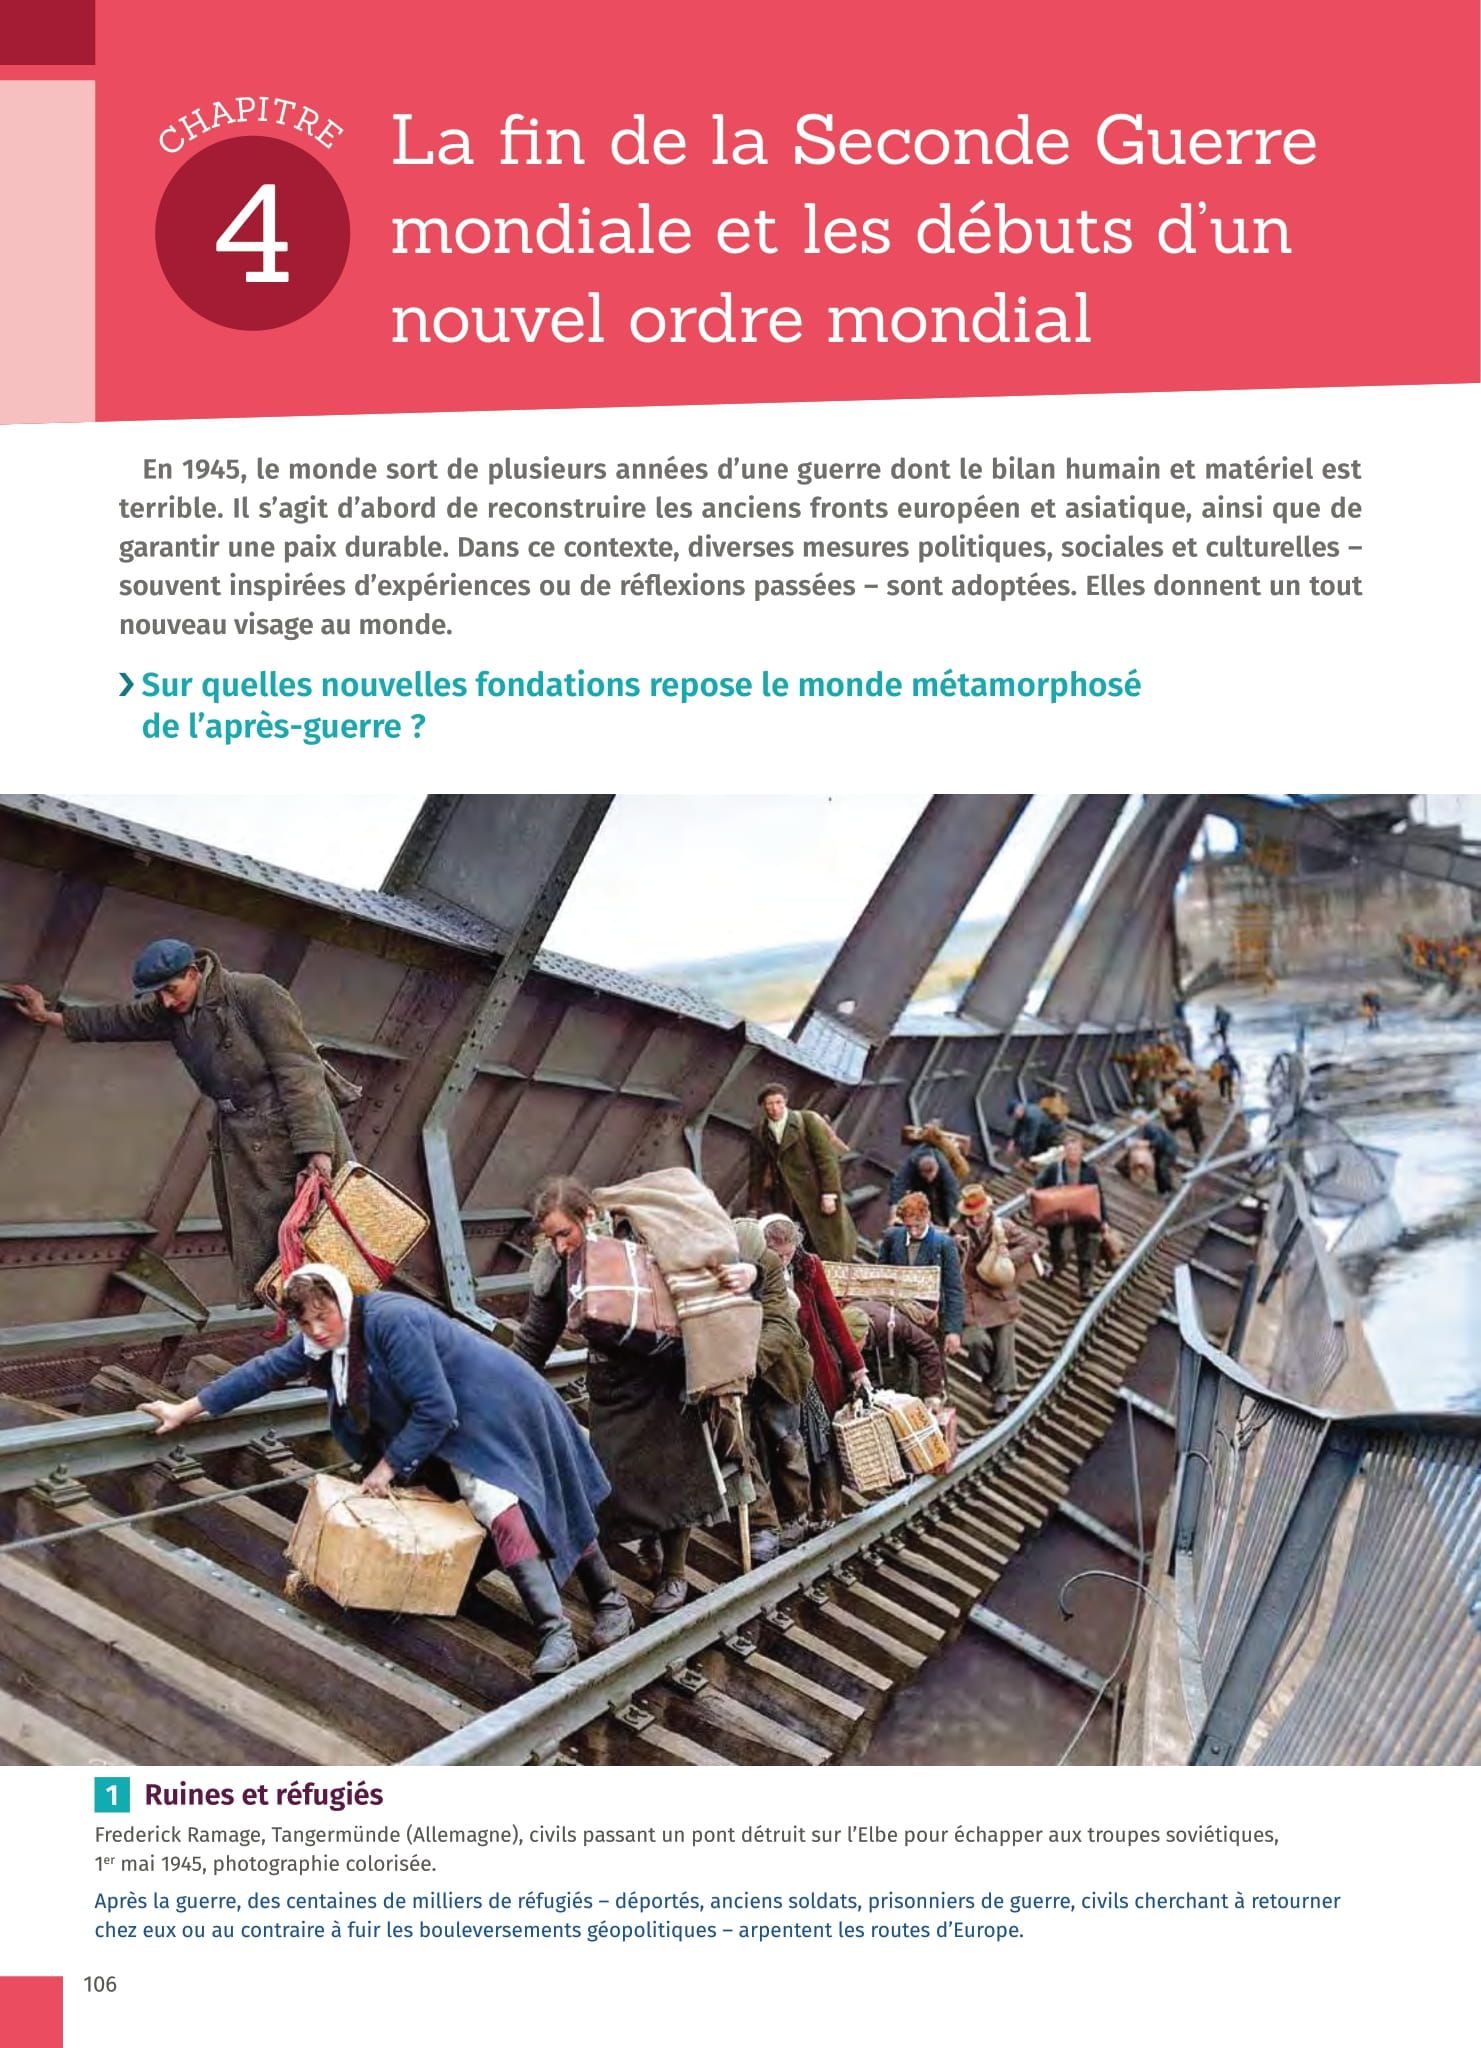 CHAPITRE
4
La fin de la Seconde Guerre
mondiale et les débuts d’un
nouvel ordre mondial
En 1945, le monde sort de plusieurs années d’une guerre dont le bilan humain et matériel est
terrible. Il s’agit d’abord de reconstruire les anciens fronts européen et asiatique, ainsi que de
garantir une paix durable. Dans ce contexte, diverses mesures politiques, sociales et culturelles –
souvent inspirées d’expériences ou de réflexions passées – sont adoptées. Elles donnent un tout
nouveau visage au monde.
› Sur quelles nouvelles fondations repose le monde métamorphosé
de l’après-guerre ?
1 Ruines et réfugiés
Frederick Ramage, Tangermünde (Allemagne), civils passant un pont détruit sur l’Elbe pour échapper aux troupes soviétiques,
1er mai 1945, photographie colorisée.
Après la guerre, des centaines de milliers de réfugiés – déportés, anciens soldats, prisonniers de guerre, civils cherchant à retourner
chez eux ou au contraire à fuir les bouleversements géopolitiques – arpentent les routes d’Europe.
106